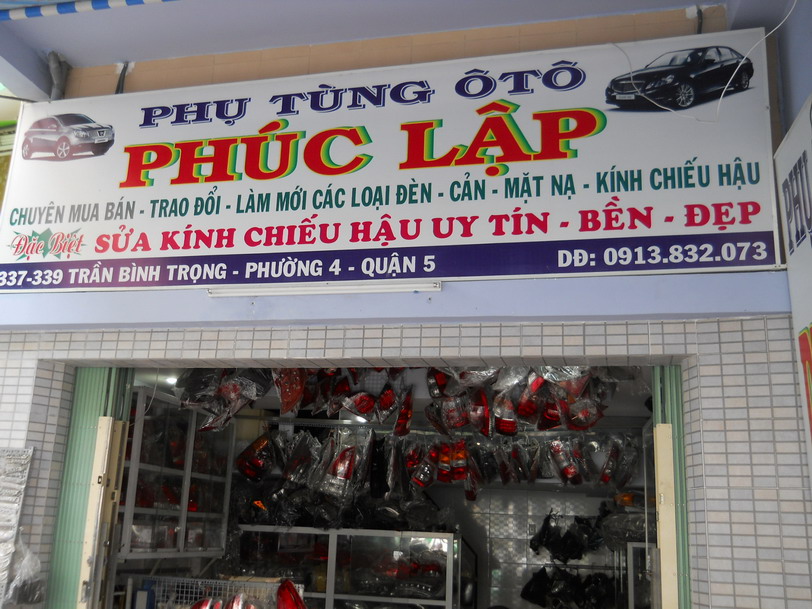 PHỤ TÙNG ÔTÔ
PHÚC LẬP
CHUYÊN MUA BÁN - TRAO ĐỔI - LÀM MỚI CÁC LOẠI ĐÈN - CẢN - MẶT NẠ - KÍNH CHIẾU HẬU
Đặc Biệt SỬA KÍNH CHIẾU HẬU UY TÍN - BỀN - ĐẸP
337-339 TRẦN BÌNH TRỌNG - PHƯỜNG 4 - QUẬN 5 DĐ: 0913.832.073
PHỤ